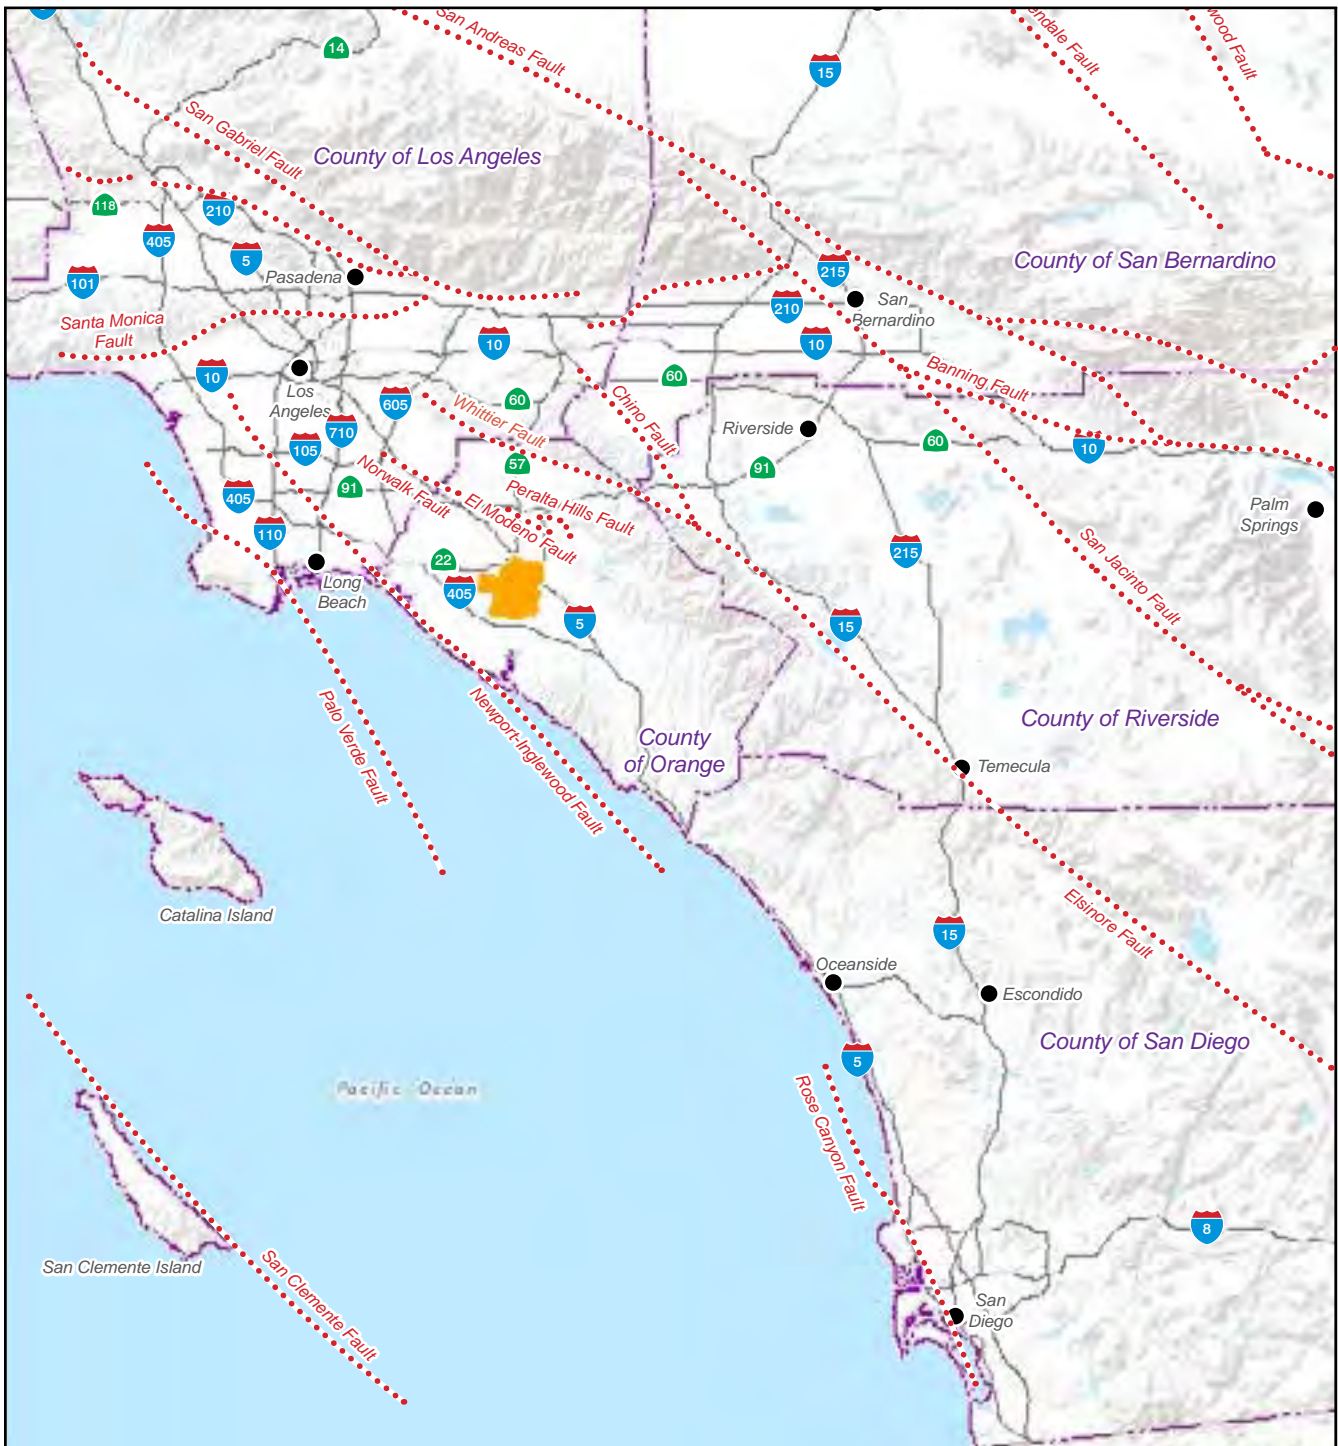 San Andreas Fault
endale Fault
wood Fault
14
15
San Gabriel Fault
County of Los Angeles
118
210
405
5
101
Pasadena
215
County of San Bernardino
210
San
Bernardino
Santa Monica
Fault
10
10
10
Los
Angeles
60
60
605
Whittier Fault
Chino Fault
Banning Fault
710
105
Riverside
60
10
57
91
91
Norwalk Fault
405
El Modeno Fault
Peralta Hills Fault
Palm
Springs
110
Long
Beach
22
405
5
215
San Jacinto Fault
15
Palo Verde Fault
Newport-Inglewood Fault
County
of Orange
County of Riverside
Temecula
Catalina Island
Elsinore Fault
15
Oceanside
Escondido
County of San Diego
5
Pacific Ocean
Rose Canyon Fault
8
San Clemente Island
San Clemente Fault
San
Diego